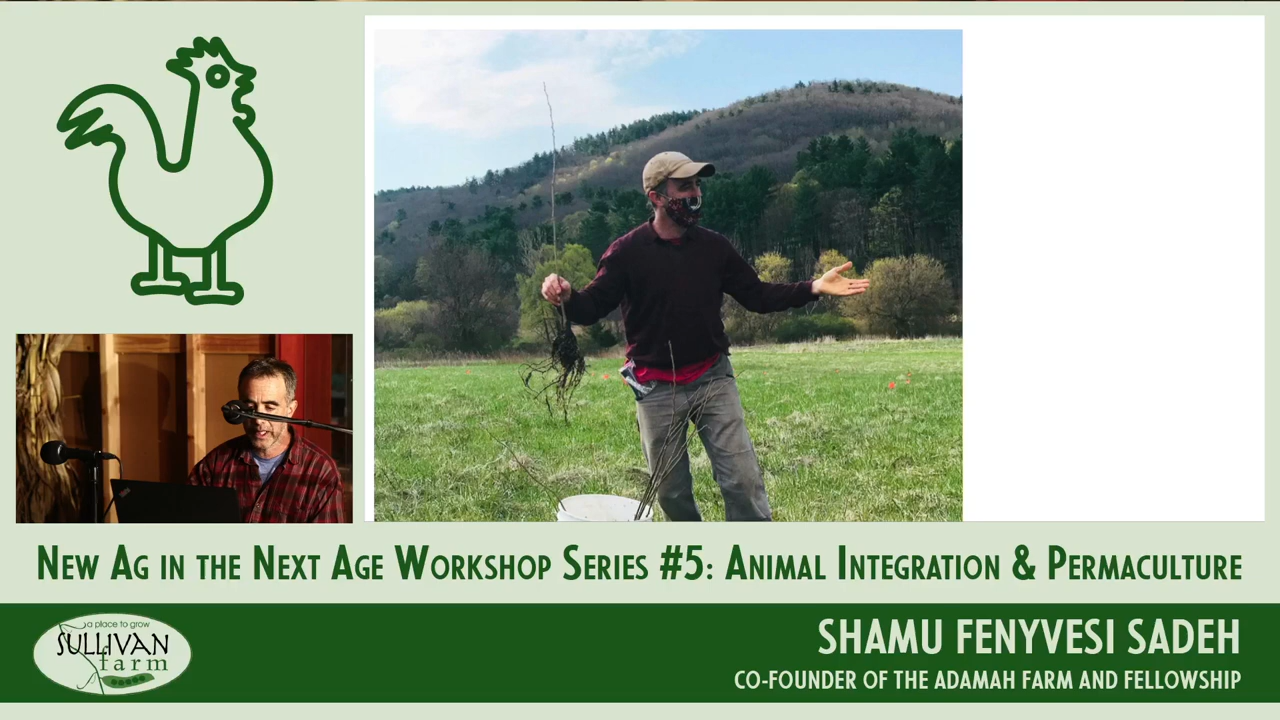 New Ag in the Next Age Workshop Series #5: Animal Integration & Permaculture
a place to grow
SULLIVAN
farm
SHAMU FENYVESI SADEH
CO-FOUNDER OF THE ADAMAH FARM AND FELLOWSHIP